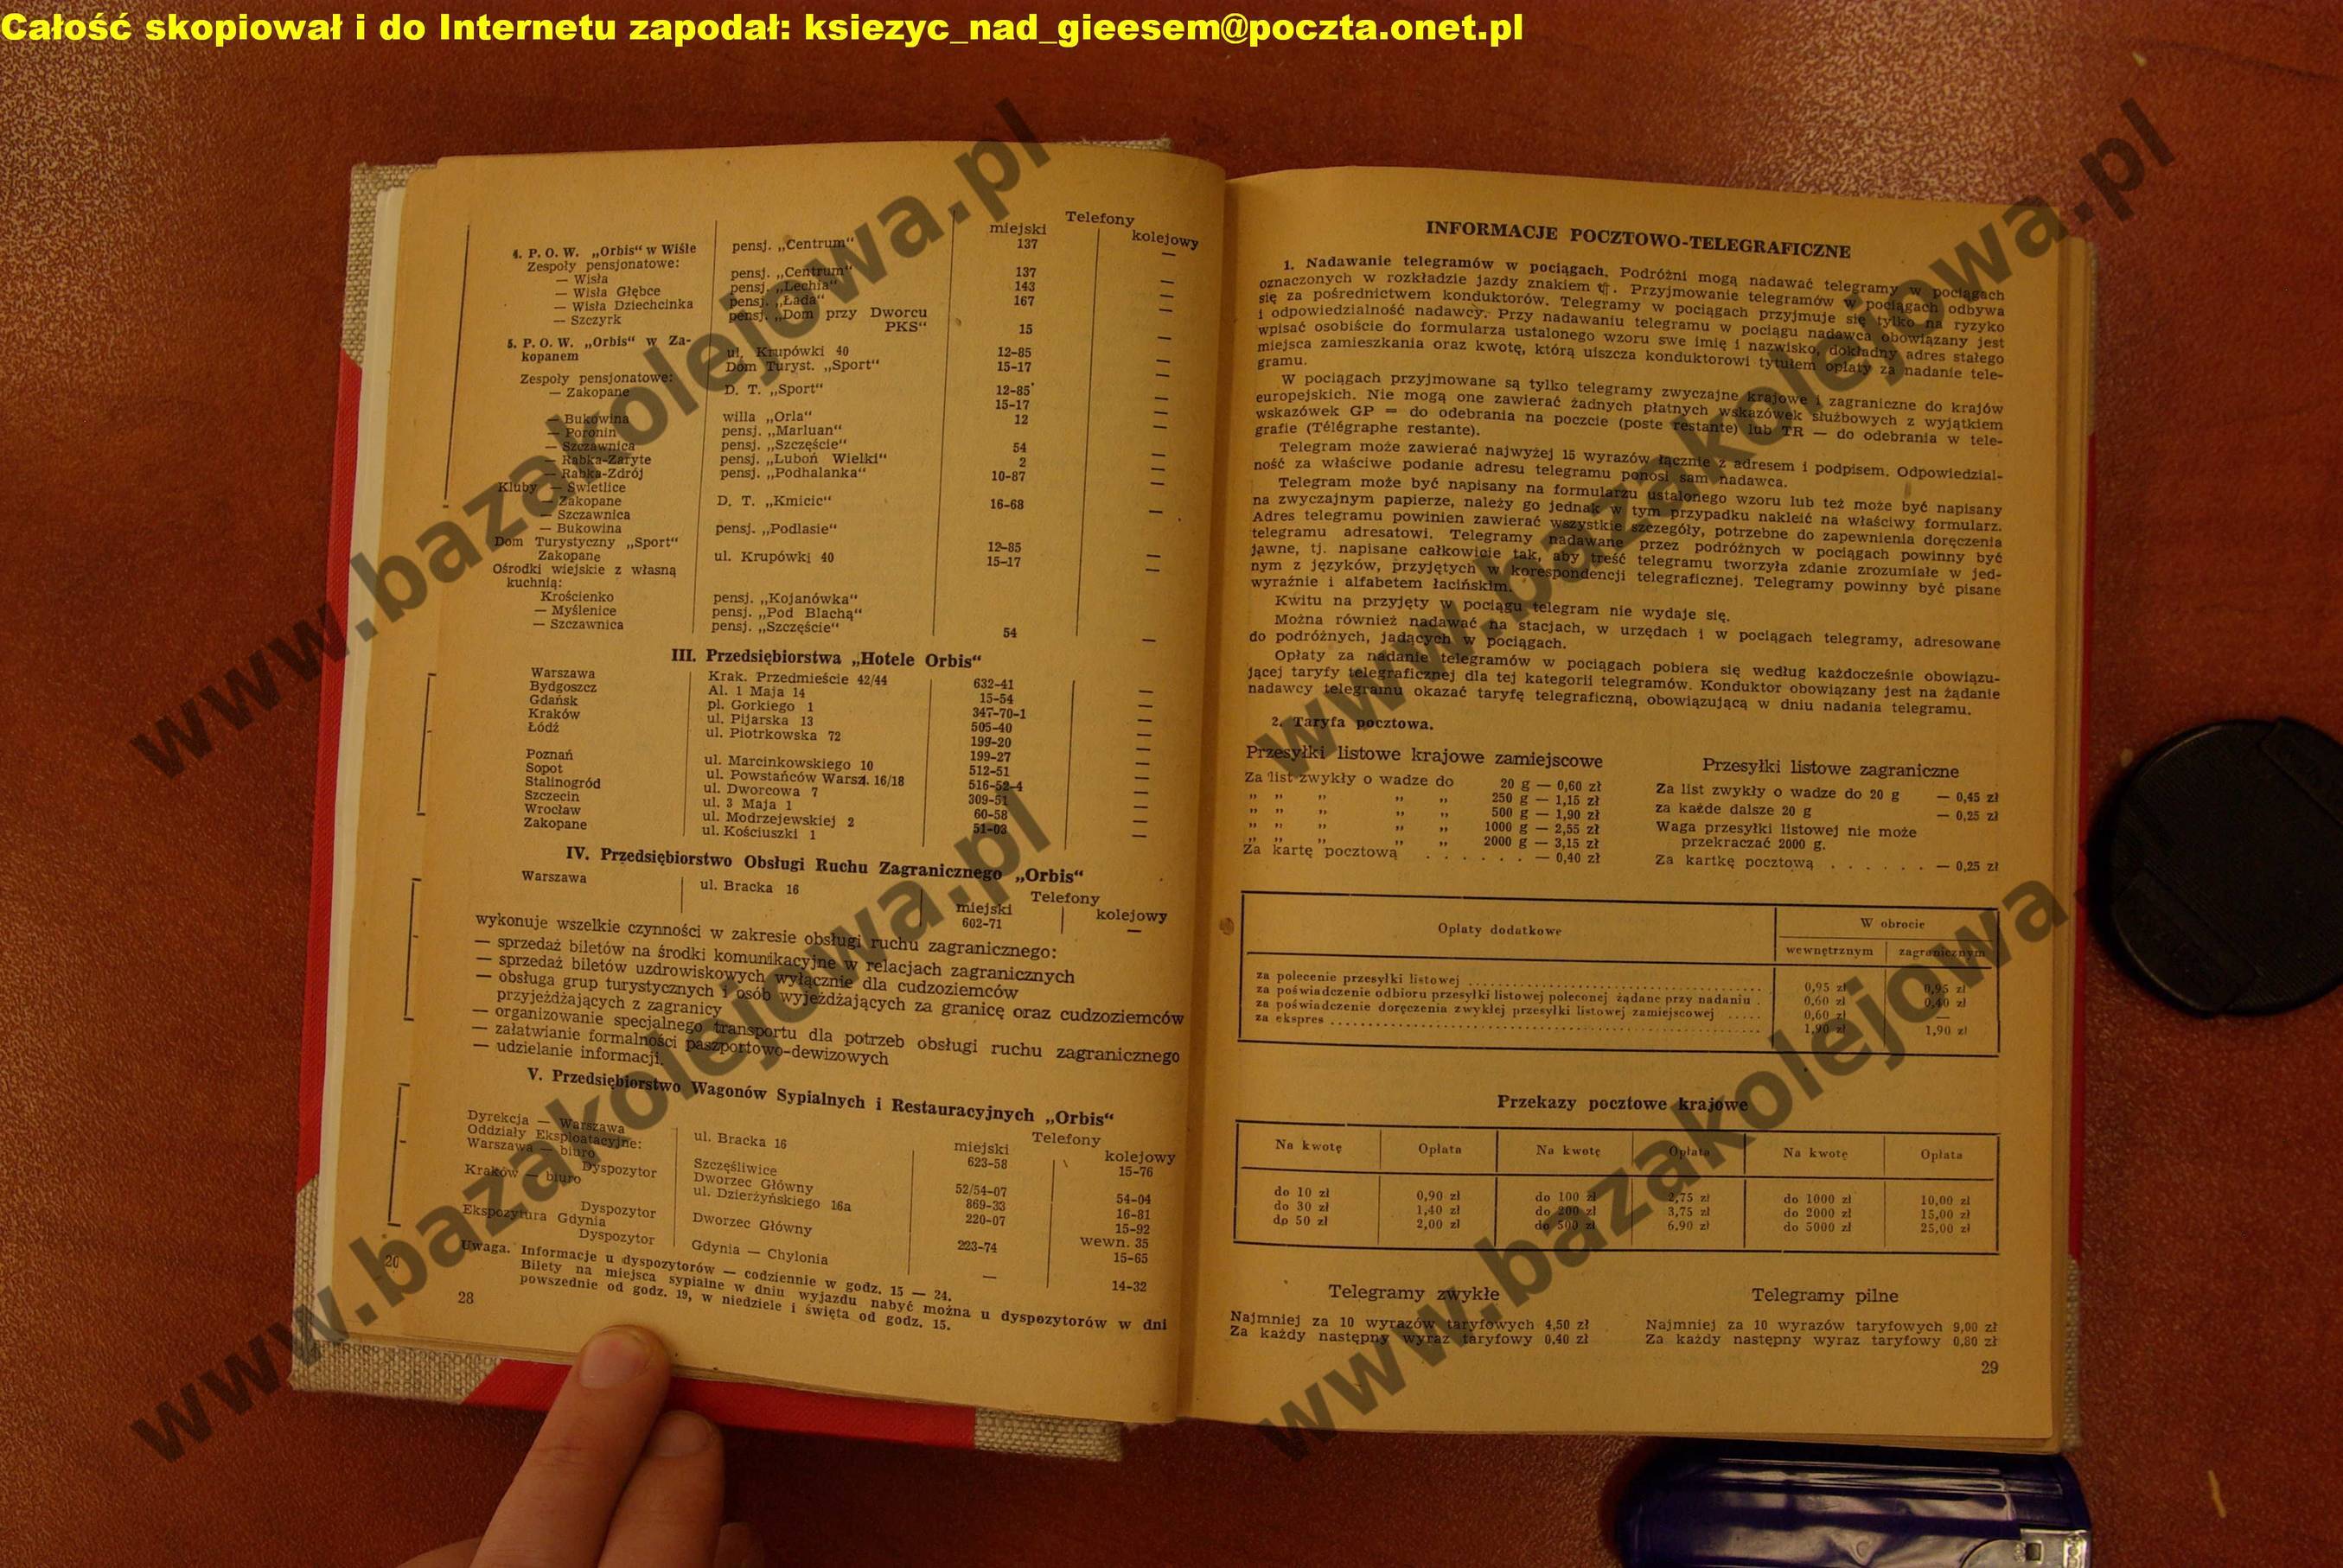 Całość skopiował i do Internetu zapodał: ksiezyc_nad_gieesem@poczta.onet.pl
www.bazakolejowa.pl
www.bazakolejowa.pl
www.bazakolejowa.pl
www.bazakolejowa.pl
Telefony
miejski kolejowy
4. P. O. W. „Orbis“ w Wiśle pensj. „Centrum“ 137 —
Zespoły pensjonatowe:
— Wisła pensj. „Centrum“ 137 —
— Wisła Głębce pensj. „Lechia“ 143 —
— Wisła Dziechcinka pensj. „Łada“ 167 —
— Szczyrk pensj. „Dom przy Dworcu
PKS“ 15 —
5. P. O. W. „Orbis“ w Za-
kopanem ul. Krupówki 40 12-85 —
Dom Turyst. „Sport“ 15-17 —
Zespoły pensjonatowe:
— Zakopane D. T. „Sport“ 12-85 —
15-17 —
— Bukowina willa „Orla“ 12 —
— Poronin pensj. „Marluan“
— Szczawnica pensj. „Szczęście“ 54 —
— Rabka-Zaryte pensj. „Luboń Wielki“ 2 —
— Rabka-Zdrój pensj. „Podhalanka“ 10-87 —
Kluby — Świetlice
— Zakopane D. T. „Kmicic“ 16-68 —
— Szczawnica
— Bukowina pensj. „Podlasie“
Dom Turystyczny „Sport“ 12-85 —
Zakopane ul. Krupówki 40 15-17 —
Ośrodki wiejskie z własną
kuchnią:
Krościenko pensj. „Kojanówka“
— Myślenice pensj. „Pod Blachą“
— Szczawnica pensj. „Szczęście“ 54 —
III. Przedsiębiorstwa „Hotele Orbis“
Warszawa Krak. Przedmieście 42/44 632-41 —
Bydgoszcz Al. 1 Maja 14 15-54 —
Gdańsk pl. Gorkiego 1 347-70-1 —
Kraków ul. Pijarska 13 505-40 —
Łódź ul. Piotrkowska 72 199-20 —
199-27 —
Poznań ul. Marcinkowskiego 10 512-51 —
Sopot ul. Powstańców Warsz. 16/18 516-52-4 —
Stalinogród ul. Dworcowa 7 309-51 —
Szczecin ul. 3 Maja 1 60-58 —
Wrocław ul. Modrzejewskiej 2 51-03 —
Zakopane ul. Kościuszki 1
IV. Przedsiębiorstwo Obsługi Ruchu Zagranicznego „Orbis“
Telefony
miejski kolejowy
Warszawa ul. Bracka 16 602-71 —
wykonuje wszelkie czynności w zakresie obsługi ruchu zagranicznego:
— sprzedaż biletów na środki komunikacyjne w relacjach zagranicznych
— sprzedaż biletów uzdrowiskowych wyłącznie dla cudzoziemców
— obsługa grup turystycznych i osób wyjeżdżających za granicę oraz cudzoziemców
przyjeżdżających z zagranicy
— organizowanie specjalnego transportu dla potrzeb obsługi ruchu zagranicznego
— załatwianie formalności paszportowo-dewizowych
— udzielanie informacji.
V. Przedsiębiorstwo Wagonów Sypialnych i Restauracyjnych „Orbis“
Telefony
miejski kolejowy
Dyrekcja — Warszawa ul. Bracka 16 623-58 15-76
Oddziały Eksploatacyjne:
Warszawa — biuro Szczęśliwice 52/54-07 54-04
Dyspozytor Dworzec Główny 869-33 16-81
Kraków — biuro ul. Dzierżyńskiego 16a 220-07 15-92
wewn. 35
Dyspozytor Dworzec Główny 223-74 15-65
Ekspozytura Gdynia
Dyspozytor Gdynia — Chylonia — 14-32
Uwaga. Informacje u dyspozytorów — codziennie w godz. 15 — 24.
Bilety na miejsca sypialne w dniu wyjazdu nabyć można u dyspozytorów w dni
powszednie od godz. 19, w niedziele i święta od godz. 15.
28
20
INFORMACJE POCZTOWO-TELEGRAFICZNE
1. Nadawanie telegramów w pociągach. Podróżni mogą nadawać telegramy w pociągach
oznaczonych w rozkładzie jazdy znakiem. Przyjmowanie telegramów w pociągach odbywa
się za pośrednictwem konduktorów. Telegramy w pociągach przyjmuje się tylko na ryzyko
i odpowiedzialność nadawcy. Przy nadawaniu telegramu w pociągu nadawca obowiązany jest
wpisać osobiście do formularza ustalonego wzoru swe imię i nazwisko, dokładny adres stałego
miejsca zamieszkania oraz kwotę, którą uiszcza konduktorowi tytułem opłaty za nadanie tele-
gramu.
W pociągach przyjmowane są tylko telegramy zwyczajne krajowe i zagraniczne do krajów
europejskich. Nie mogą one zawierać żadnych płatnych wskazówek służbowych z wyjątkiem
wskazówek GP = do odebrania na poczcie (poste restante) lub TR — do odebrania w tele-
grafie (Télégraphe restante).
Telegram może zawierać najwyżej 15 wyrazów łącznie z adresem i podpisem. Odpowiedzial-
ność za właściwe podanie adresu telegramu ponosi sam nadawca.
Telegram może być napisany na formularzu ustalonego wzoru lub też może być napisany
na zwyczajnym papierze, należy go jednak w tym przypadku nakleić na właściwy formularz.
Adres telegramu powinien zawierać wszystkie szczegóły, potrzebne do zapewnienia doręczenia
telegramu adresatowi. Telegramy nadawane przez podróżnych w pociągach powinny być
jawne, tj. napisane całkowicie tak, aby treść telegramu tworzyła zdanie zrozumiałe w jed-
nym z języków, przyjętych w korespondencji telegraficznej. Telegramy powinny być pisane
wyraźnie i alfabetem łacińskim.
Kwitu na przyjęty w pociągu telegram nie wydaje się.
Można również nadawać na stacjach, w urzędach i w pociągach telegramy, adresowane
do podróżnych, jadących w pociągach.
Opłaty za nadanie telegramów w pociągach pobiera się według każdocześnie obowiązu-
jącej taryfy telegraficznej dla tej kategorii telegramów. Konduktor obowiązany jest na żądanie
nadawcy telegramu okazać taryfę telegraficzną, obowiązującą w dniu nadania telegramu.
2. Taryfa pocztowa.
Przesyłki listowe krajowe zamiejscowe
Za list zwykły o wadze do 20 g — 0,60 zł
„ „ „ „ „ 250 g — 1,15 zł
„ „ „ „ „ 500 g — 1,90 zł
„ „ „ „ „ 1000 g — 2,55 zł
„ „ „ „ „ 2000 g — 3,15 zł
Za kartę pocztową . . . . . . — 0,40 zł
Przesyłki listowe zagraniczne
Za list zwykły o wadze do 20 g — 0,45 zł
za każde dalsze 20 g — 0,25 zł
Waga przesyłki listowej nie może
przekraczać 2000 g.
Za kartkę pocztową . . . . . . — 0,25 zł
Opłaty dodatkowe W obrocie
wewnętrznym zagranicznym
za polecenie przesyłki listowej 0,95 zł 0,95 zł
za poświadczenie odbioru przesyłki listowej poleconej żądane przy nadaniu . 0,60 zł 0,40 zł
za poświadczenie doręczenia zwykłej przesyłki listowej zamiejscowej ..... 0,60 zł —
za ekspres 1,90 zł 1,90 zł
Przekazy pocztowe krajowe
Na kwotę Opłata Na kwotę Opłata Na kwotę Opłata
do 10 zł 0,90 zł do 100 zł 2,75 zł do 1000 zł 10,00 zł
do 30 zł 1,40 zł do 200 zł 3,75 zł do 2000 zł 15,00 zł
do 50 zł 2,00 zł do 500 zł 6,90 zł do 5000 zł 25,00 zł
Telegramy zwykłe
Najmniej za 10 wyrazów taryfowych 4,50 zł
Za każdy następny wyraz taryfowy 0,40 zł
Telegramy pilne
Najmniej za 10 wyrazów taryfowych 9,00 zł
Za każdy następny wyraz taryfowy 0,80 zł
29